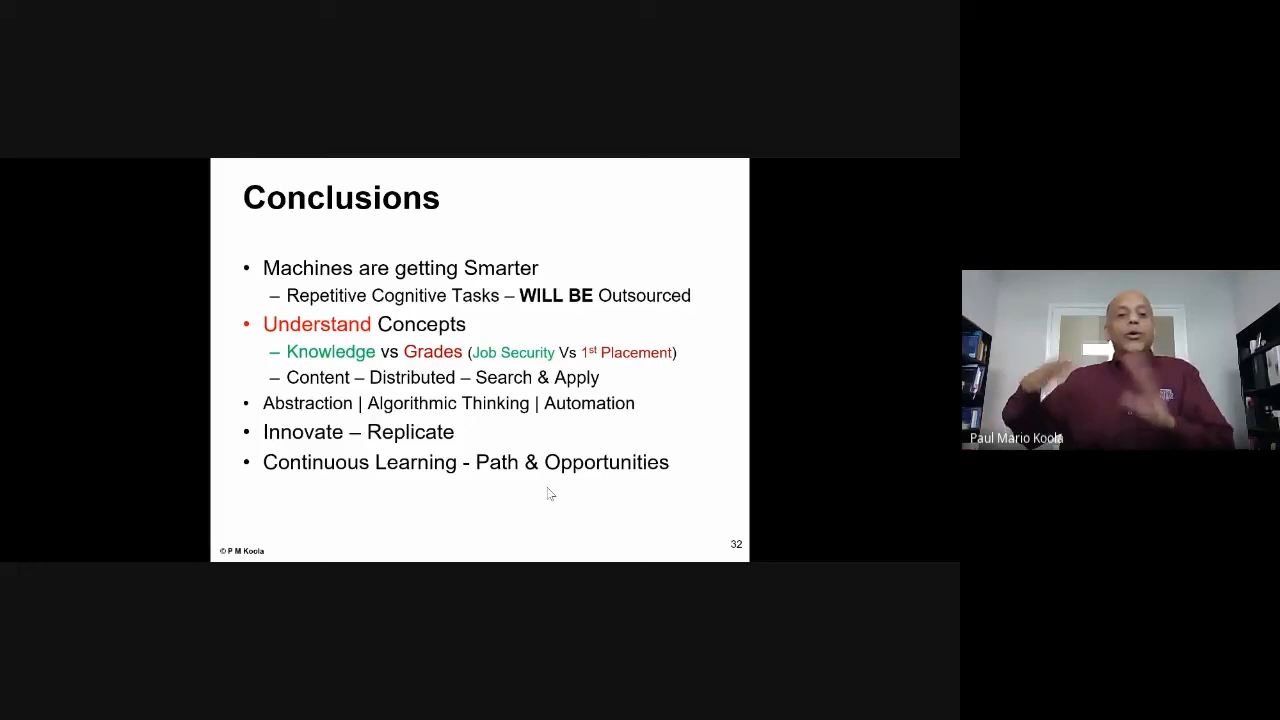 Conclusions
• Machines are getting Smarter
– Repetitive Cognitive Tasks – WILL BE Outsourced
• Understand Concepts
– Knowledge vs Grades (Job Security Vs 1st Placement)
– Content – Distributed – Search & Apply
• Abstraction | Algorithmic Thinking | Automation
• Innovate – Replicate
• Continuous Learning - Path & Opportunities
© P M Koola
32
Paul Mario Koola